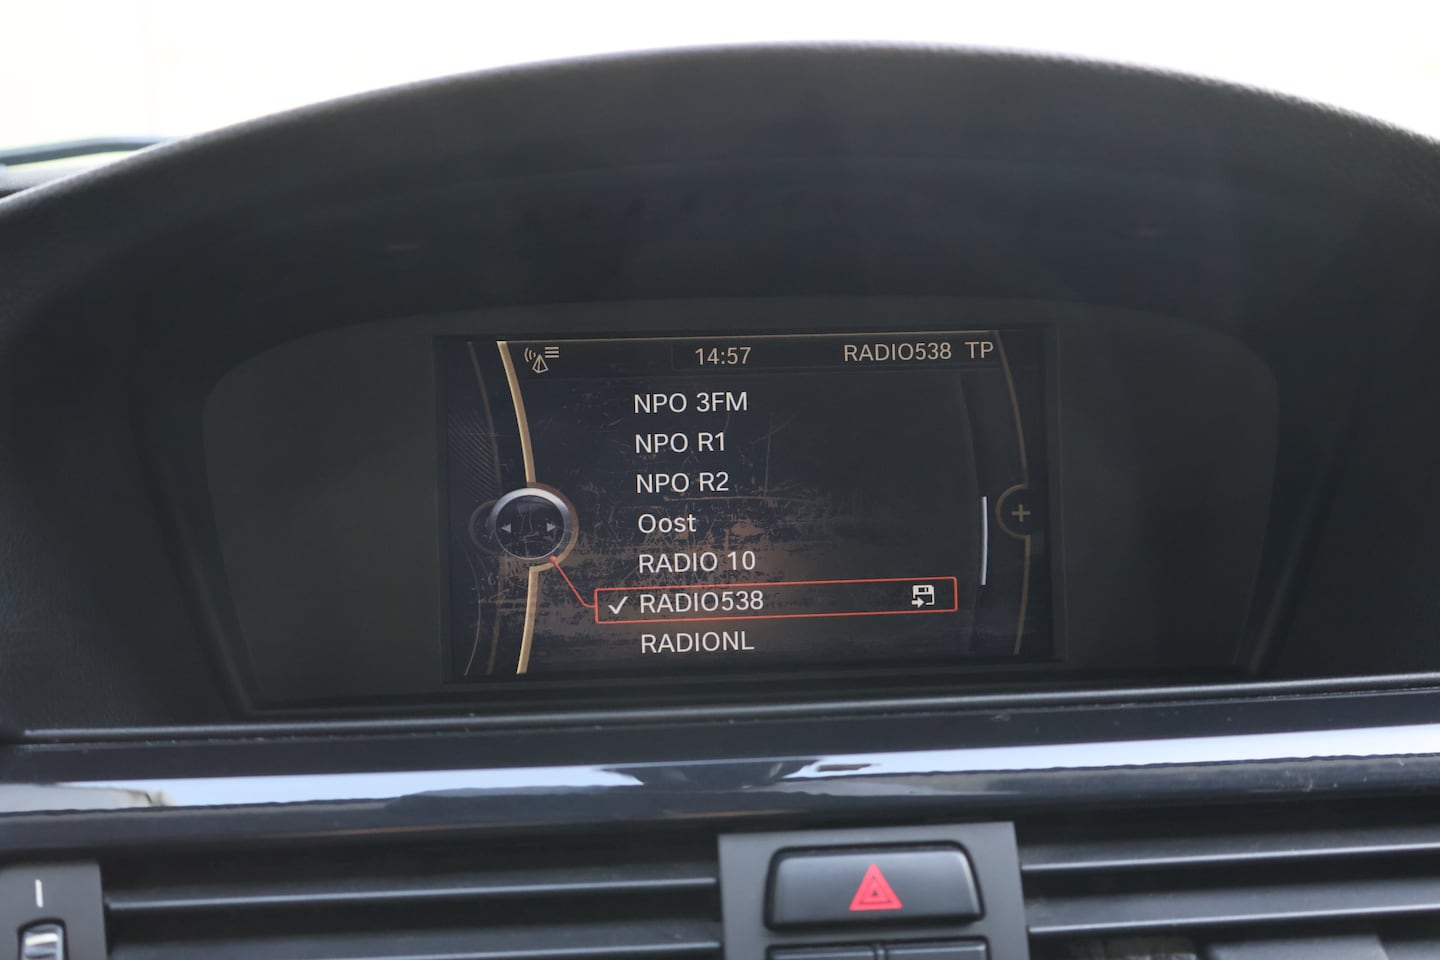 14:57 RADIO538 TP
NPO 3FM
NPO R1
NPO R2
Oost
RADIO 10
✓ RADIO538
RADIONL